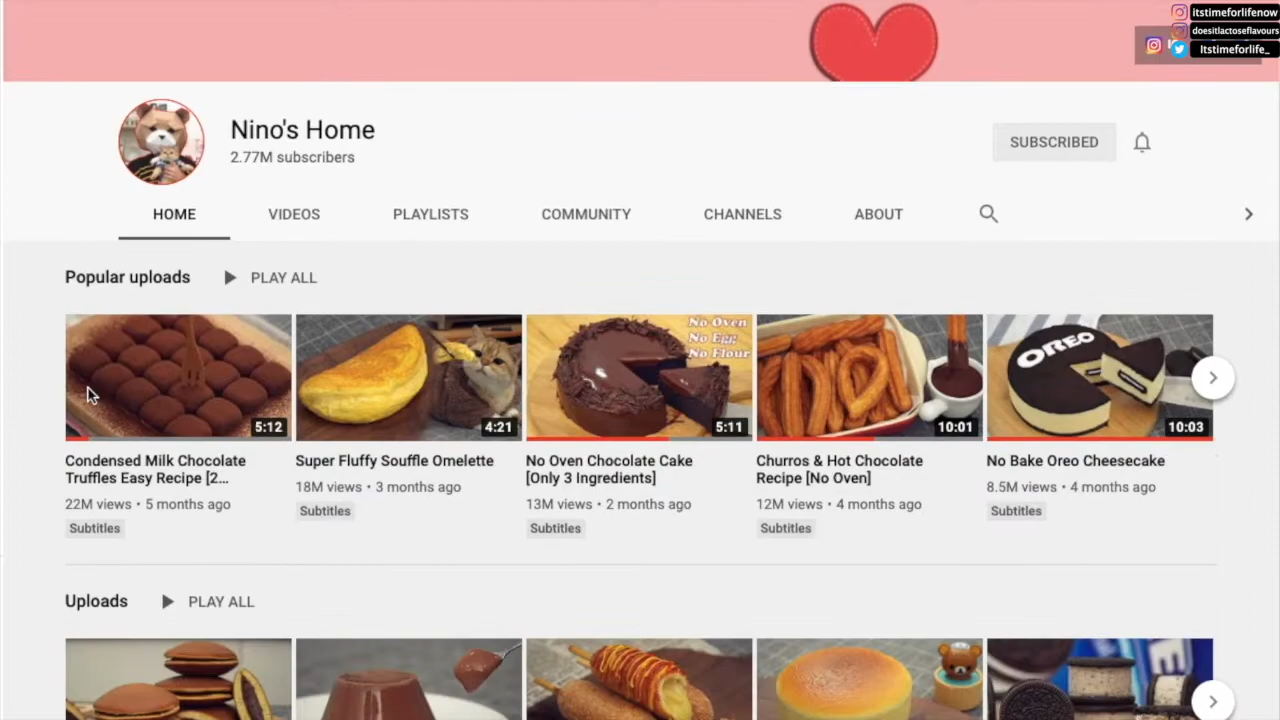 itstimeforlifenow
doesitlactoseflavours
Itstimeforlife_
Nino's Home
2.77M subscribers
SUBSCRIBED
HOME VIDEOS PLAYLISTS COMMUNITY CHANNELS ABOUT
Popular uploads PLAY ALL
No Oven
No Egg
No Flour
OREO
5:12 4:21 5:11 10:01 10:03
Condensed Milk Chocolate
Truffles Easy Recipe [2...
22M views • 5 months ago
Subtitles
Super Fluffy Souffle Omelette
18M views • 3 months ago
Subtitles
No Oven Chocolate Cake
[Only 3 Ingredients]
13M views • 2 months ago
Subtitles
Churros & Hot Chocolate
Recipe [No Oven]
12M views • 4 months ago
Subtitles
No Bake Oreo Cheesecake
8.5M views • 4 months ago
Subtitles
Uploads PLAY ALL